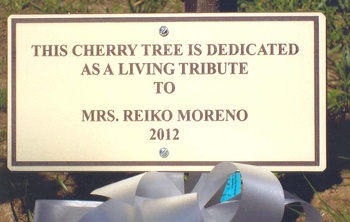 THIS CHERRY TREE IS DEDICATED
AS A LIVING TRIBUTE
TO
MRS. REIKO MORENO
2012